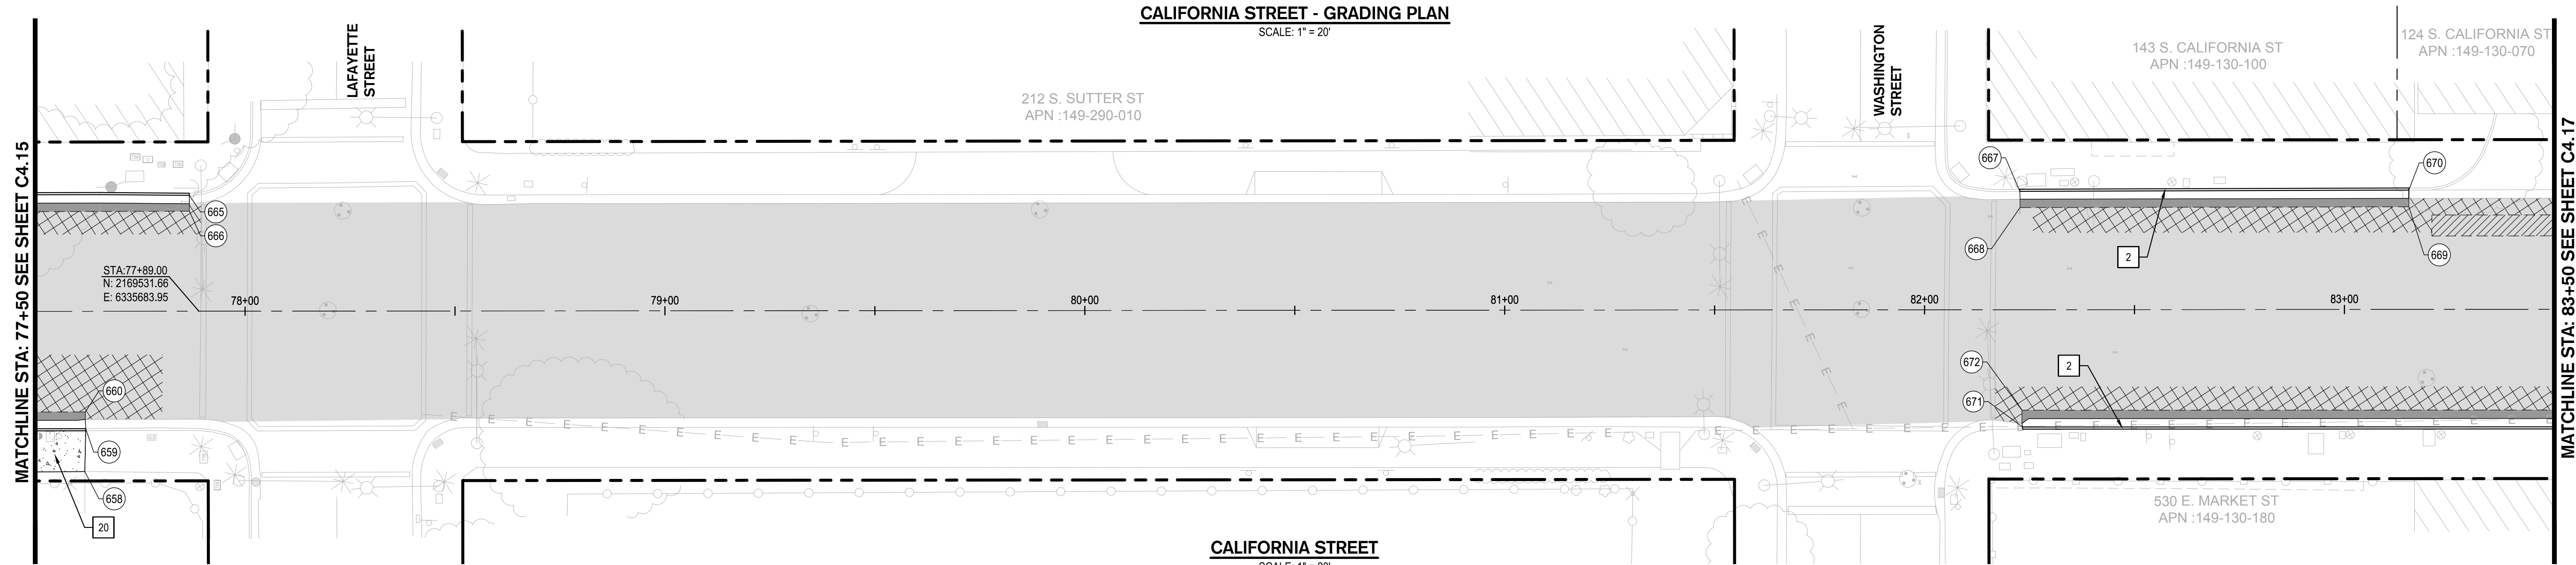 CALIFORNIA STREET - GRADING PLAN
SCALE: 1" = 20'
LAFAYETTE
STREET
WASHINGTON
STREET
124 S. CALIFORNIA ST
APN :149-130-070
143 S. CALIFORNIA ST
APN :149-130-100
212 S. SUTTER ST
APN :149-290-010
MATCHLINE STA: 77+50 SEE SHEET C4.15
MATCHLINE STA: 83+50 SEE SHEET C4.17
667
670
665
666
668
669
2
STA:77+89.00
N: 2169531.66
E: 6335683.95
78+00
79+00
80+00
81+00
82+00
83+00
660
659
658
20
672
671
2
E E E E E E E
E E E E E E E E E E E E E E E E E E E E E E E E E E E E E E
530 E. MARKET ST
APN :149-130-180
CALIFORNIA STREET
SCALE: 1" = 20'